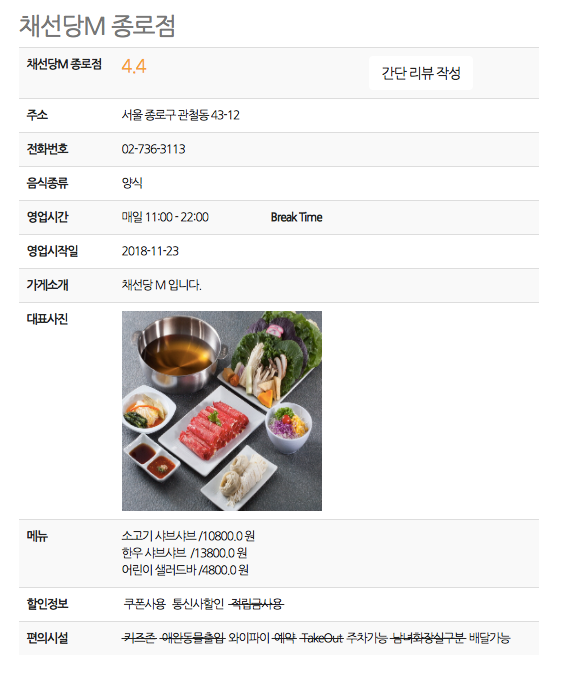 채선당M 종로점
채선당M 종로점 4.4 간단 리뷰 작성
주소 서울 종로구 관철동 43-12
전화번호 02-736-3113
음식종류 양식
영업시간 매일 11:00 - 22:00 Break Time
영업시작일 2018-11-23
가게소개 채선당 M 입니다.
대표사진
메뉴 소고기 샤브샤브 /10800.0 원
한우 샤브샤브 /13800.0 원
어린이 샐러드바 /4800.0 원
할인정보 쿠폰사용 통신사할인 적립금사용
편의시설 키즈존 애완동물출입 와이파이 예약 TakeOut 주차가능 남녀화장실구분 배달가능